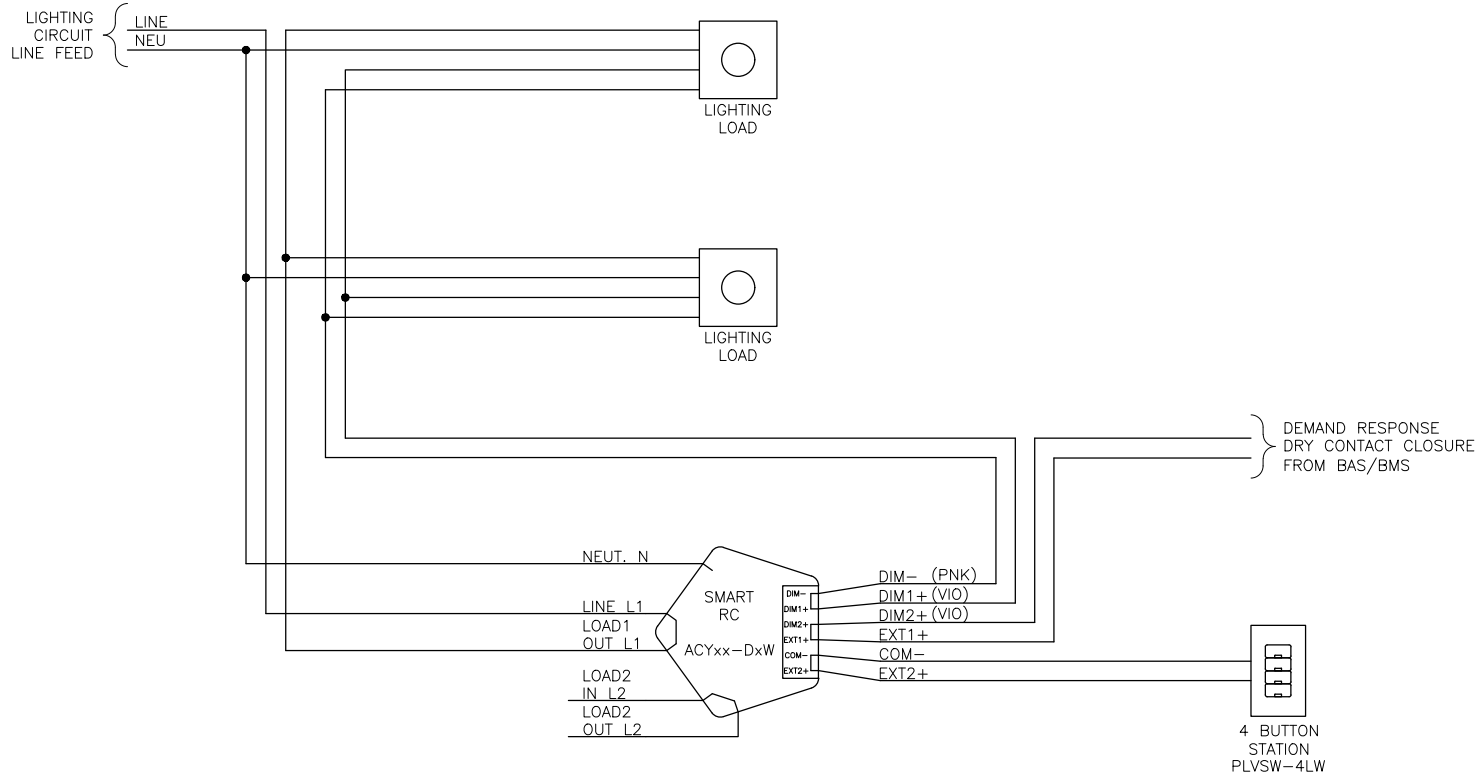 LIGHTING
CIRCUIT
LINE FEED
LINE
NEU
LIGHTING
LOAD
LIGHTING
LOAD
DEMAND RESPONSE
DRY CONTACT CLOSURE
FROM BAS/BMS
NEUT. N
LINE L1
LOAD1
OUT L1
LOAD2
IN L2
LOAD2
OUT L2
SMART
RC
ACYxx-DxW
DIM-
DIM1+
DIM2+
EXT1+
COM-
EXT2+
DIM- (PNK)
DIM1+ (VIO)
DIM2+ (VIO)
EXT1+
COM-
EXT2+
4 BUTTON
STATION
PLVSW-4LW